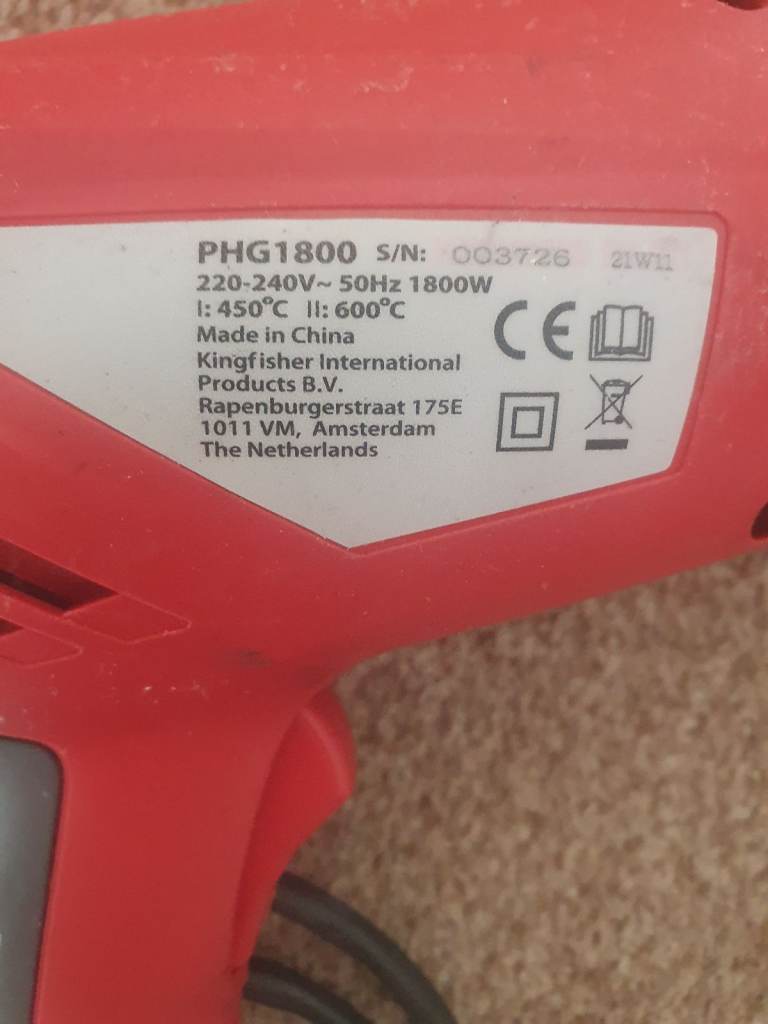 PHG1800 S/N: 003726 21W11
220-240V~ 50Hz 1800W
I: 450°C II: 600°C
Made in China
Kingfisher International
Products B.V.
Rapenburgerstraat 175E
1011 VM, Amsterdam
The Netherlands
CE